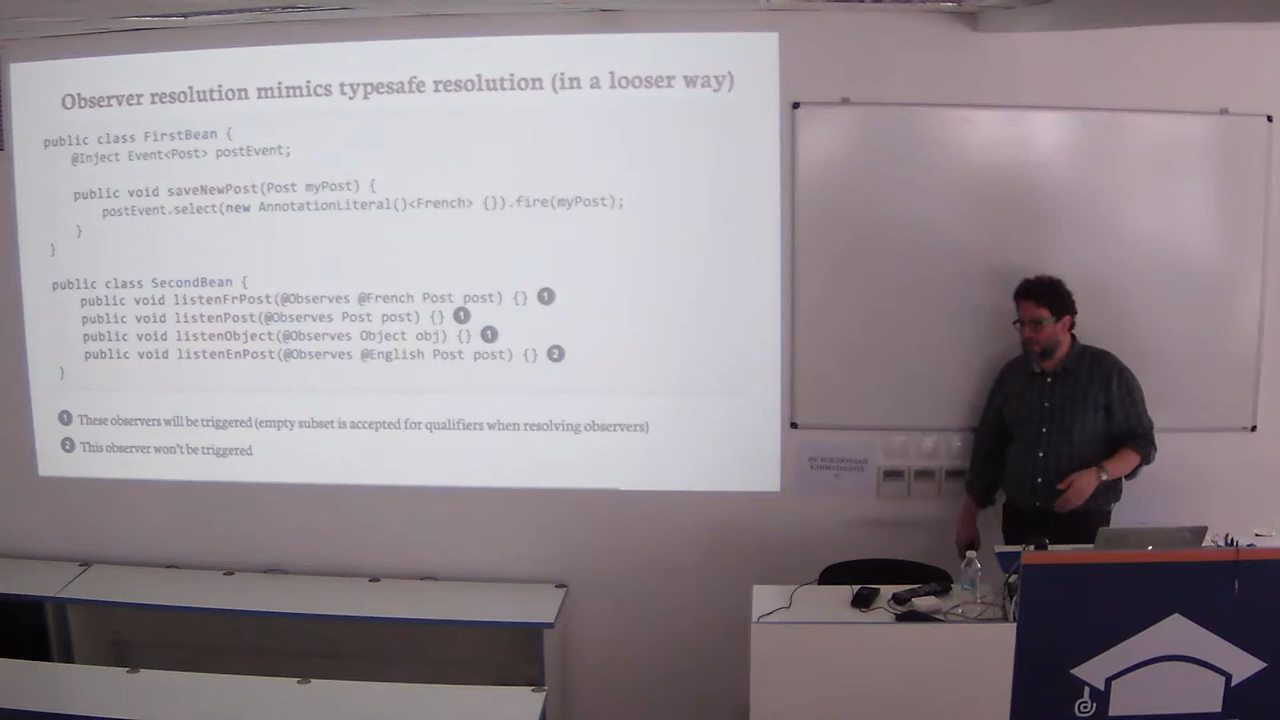 Observer resolution mimics typesafe resolution (in a looser way)
public class FirstBean {
@Inject Event<Post> postEvent;
public void saveNewPost(Post myPost) {
postEvent.select(new AnnotationLiteral()<French> {}).fire(myPost);
}
}
public class SecondBean {
public void listenFrPost(@Observes @French Post post) {} 1
public void listenPost(@Observes Post post) {} 1
public void listenObject(@Observes Object obj) {} 1
public void listenEnPost(@Observes @English Post post) {} 2
}
1 These observers will be triggered (empty subset is accepted for qualifiers when resolving observers)
2 This observer won't be triggered